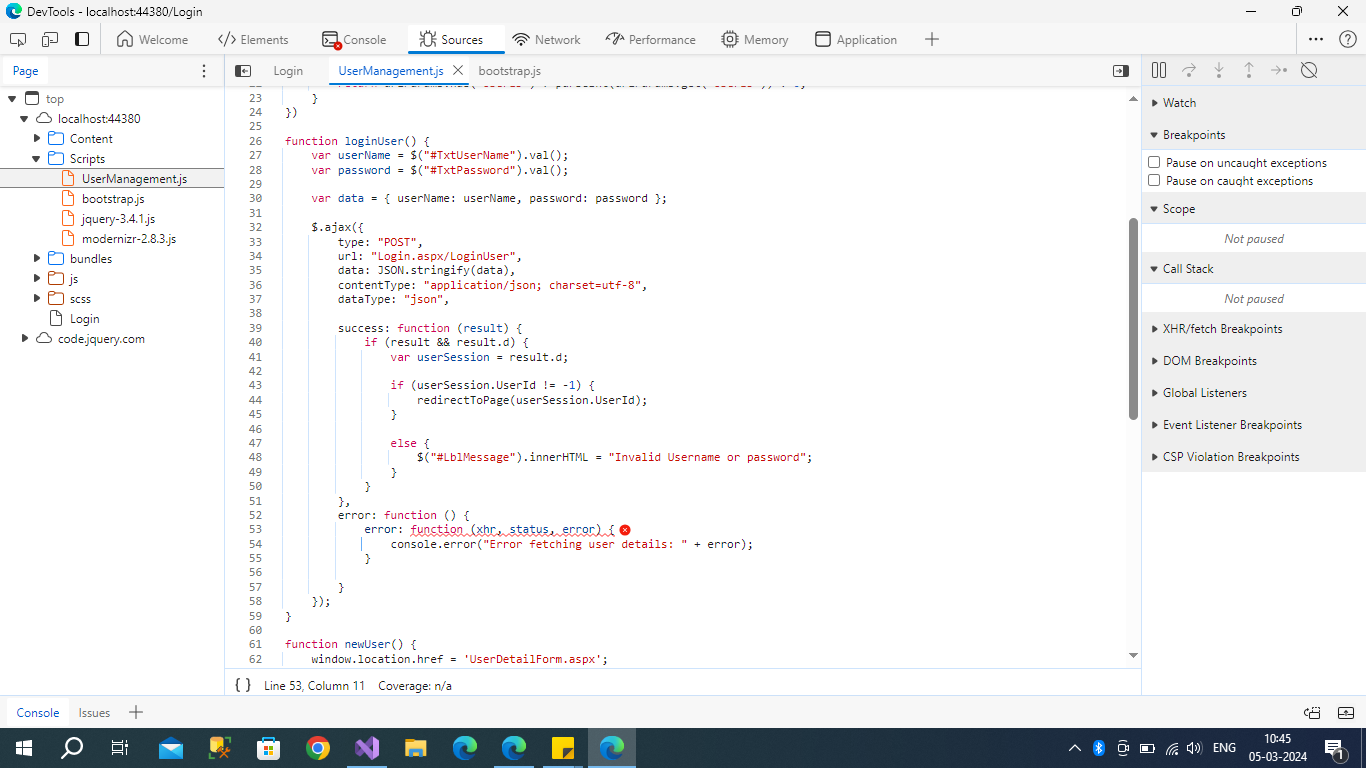 DevTools - localhost:44380/Login
Welcome
Elements
Console
Sources
Network
Performance
Memory
Application
Page
Login
UserManagement.js
bootstrap.js
top
localhost:44380
Content
Scripts
UserManagement.js
bootstrap.js
jquery-3.4.1.js
modernizr-2.8.3.js
bundles
js
scss
Login
code.jquery.com
23 }
24 })
25
26 function loginUser() {
27 var userName = $("#TxtUserName").val();
28 var password = $("#TxtPassword").val();
29
30 var data = { userName: userName, password: password };
31
32 $.ajax({
33 type: "POST",
34 url: "Login.aspx/LoginUser",
35 data: JSON.stringify(data),
36 contentType: "application/json; charset=utf-8",
37 dataType: "json",
38
39 success: function (result) {
40 if (result && result.d) {
41 var userSession = result.d;
42
43 if (userSession.UserId != -1) {
44 redirectToPage(userSession.UserId);
45 }
46
47 else {
48 $("#LblMessage").innerHTML = "Invalid Username or password";
49 }
50 }
51 },
52 error: function () {
53 error: function (xhr, status, error) {
54 console.error("Error fetching user details: " + error);
55 }
56
57 }
58 });
59 }
60
61 function newUser() {
62 window.location.href = 'UserDetailForm.aspx';
{ } Line 53, Column 11 Coverage: n/a
Watch
Breakpoints
Pause on uncaught exceptions
Pause on caught exceptions
Scope
Not paused
Call Stack
Not paused
XHR/fetch Breakpoints
DOM Breakpoints
Global Listeners
Event Listener Breakpoints
CSP Violation Breakpoints
Console
Issues
ENG
10:45
05-03-2024
1